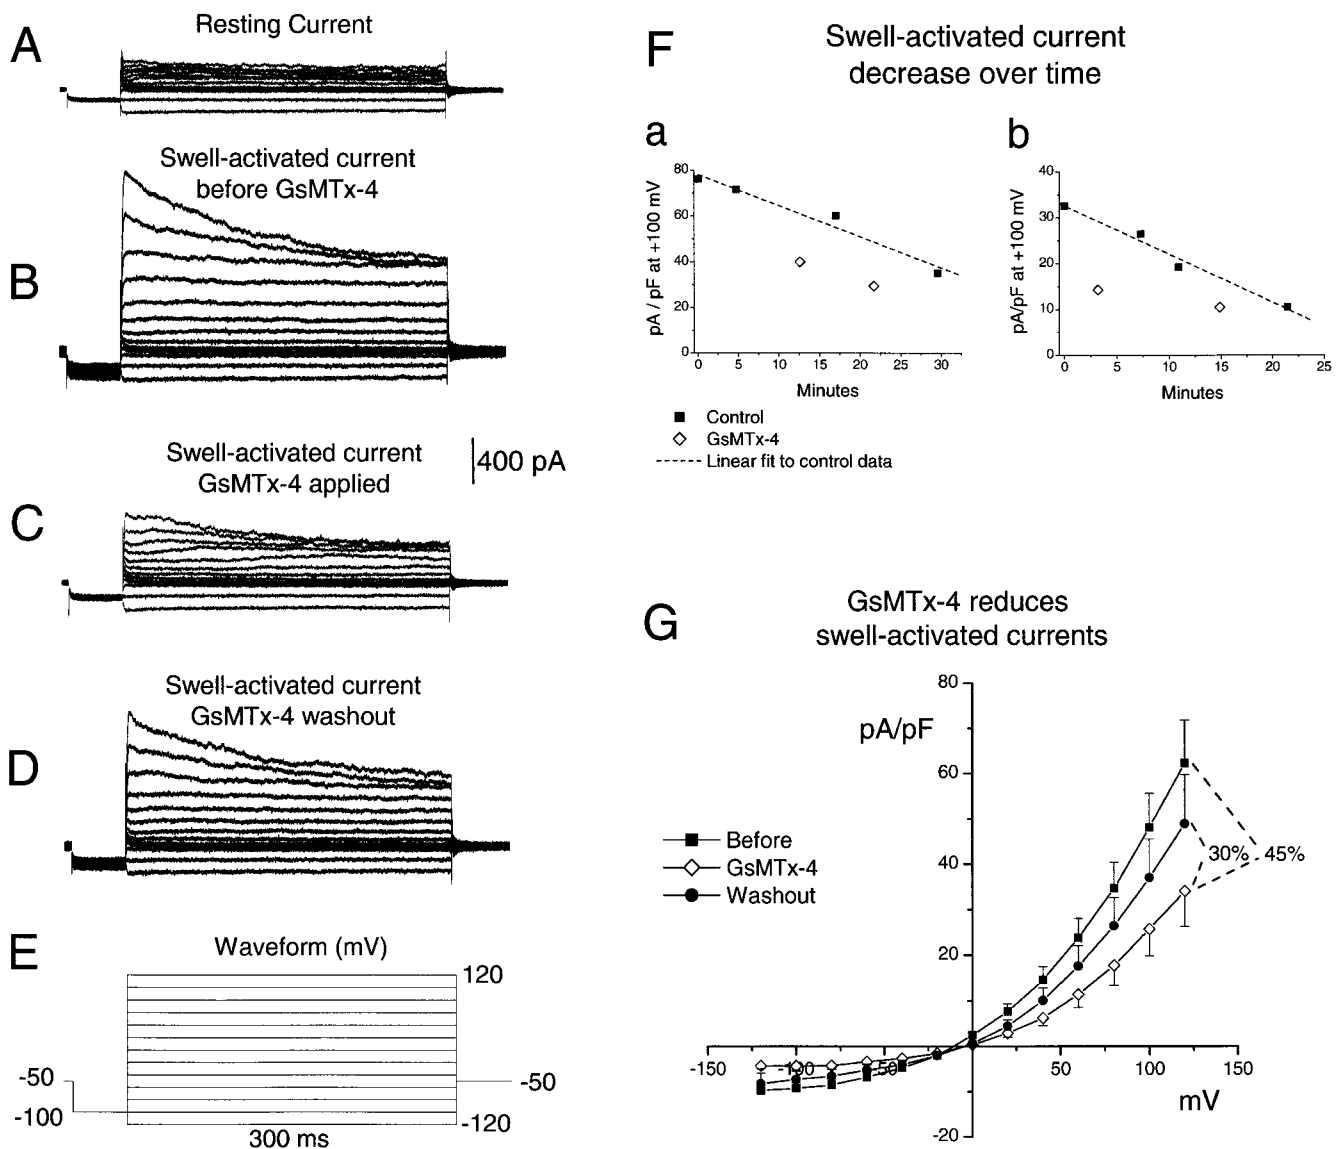 A
Resting Current
Swell-activated current
before GsMTx-4
B
Swell-activated current
GsMTx-4 applied
400 pA
C
Swell-activated current
GsMTx-4 washout
D
E
Waveform (mV)
120
-50
-50
-100
-120
300 ms
F
Swell-activated current
decrease over time
a
pA / pF at +100 mV
80
60
40
20
0
0 5 10 15 20 25 30
Minutes
b
pA/pF at +100 mV
40
30
20
10
0
0 5 10 15 20 25
Minutes
Control
GsMTx-4
Linear fit to control data
G
GsMTx-4 reduces
swell-activated currents
80
pA/pF
60
Before
GsMTx-4
Washout
40
30% 45%
20
-150 -100 -50 50 100 150
mV
-20